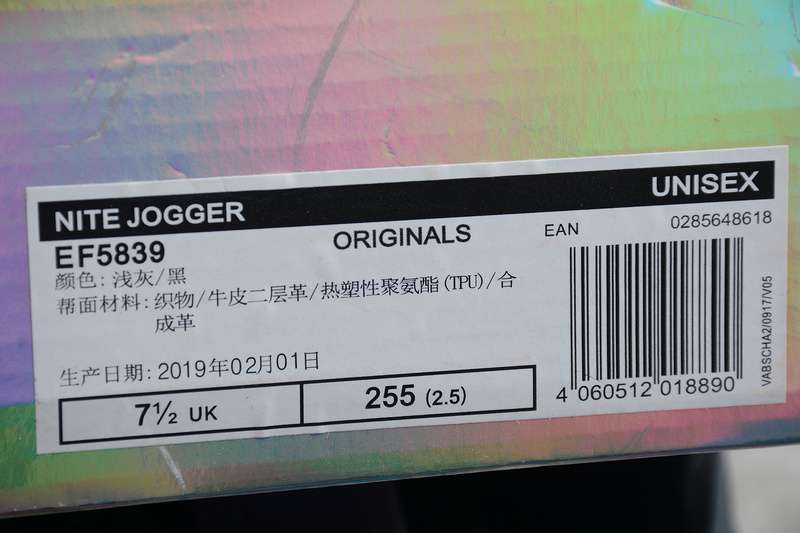 NITE JOGGER
UNISEX
EF5839
ORIGINALS
EAN
0285648618
颜色: 浅灰/黑
帮面材料: 织物/牛皮二层革/热塑性聚氨酯(TPU)/合
成革
生产日期: 2019年02月01日
7½ UK
255 (2.5)
4 060512 018890
VABSCHA2/0917/V05